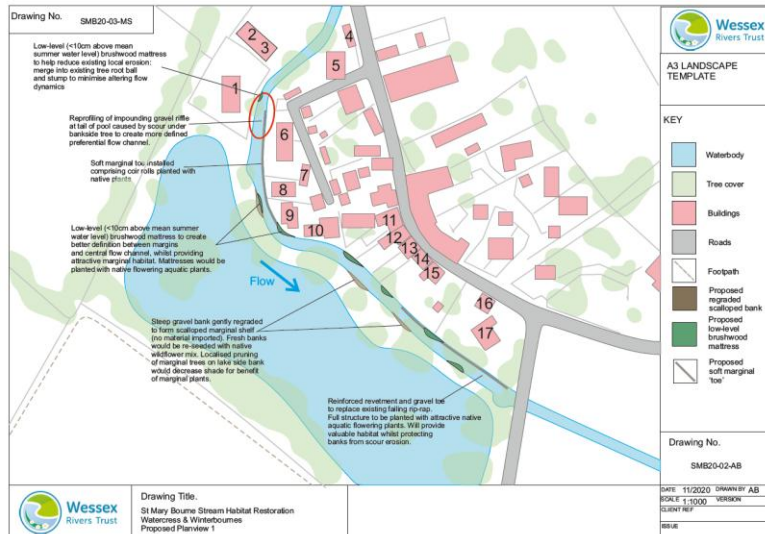 Drawing No. SMB20-03-MS
Low-level (<10cm above mean
summer water level) brushwood mattress
to help reduce existing local erosion:
merge into existing tree root ball
and stump to minimise altering flow
dynamics
Reprofiling of impounding gravel riffle
at tail of pool caused by scour under
bankside tree to create more defined
preferential flow channel.
Soft marginal toe installed
comprising coir rolls planted with
native plants.
Low-level (<10cm above mean summer
water level) brushwood mattress to create
better definition between margins
and central flow channel, whilst providing
attractive marginal habitat. Mattresses would be
planted with native flowering aquatic plants.
Flow
Steep gravel bank gently regraded
to form scalloped marginal shelf
(no material imported). Fresh banks
would be re-seeded with native
wildflower mix. Localised pruning
of marginal trees on lake side bank
would decrease shade for benefit
of marginal plants.
Reinforced revetment and gravel toe
to replace existing failing rip-rap.
Full structure to be planted with attractive native
aquatic flowering plants. Will provide
valuable habitat whilst protecting
banks from scour erosion.
1
2
3
4
5
6
7
8
9
10
11
12
13
14
15
16
17
Wessex
Rivers Trust
A3 LANDSCAPE
TEMPLATE
KEY
Waterbody
Tree cover
Buildings
Roads
Footpath
Proposed
regraded
scalloped bank
Proposed
low-level
brushwood
mattress
Proposed
soft marginal
'toe'
Drawing No.
SMB20-02-AB
DATE 11/2020 DRAWN BY AB
SCALE 1:1000 VERSION
CLIENT REF
ISSUE
Wessex
Rivers Trust
Drawing Title.
St Mary Bourne Stream Habitat Restoration
Watercress & Winterbournes
Proposed Planview 1